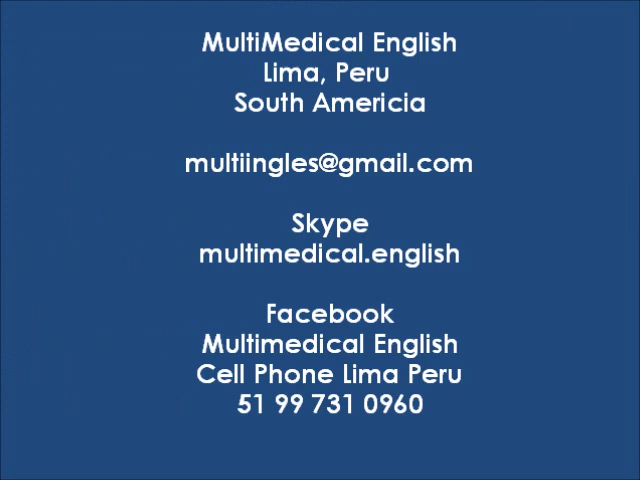 MultiMedical English
Lima, Peru
South Americia
multiingles@gmail.com
Skype
multimedical.english
Facebook
Multimedical English
Cell Phone Lima Peru
51 99 731 0960